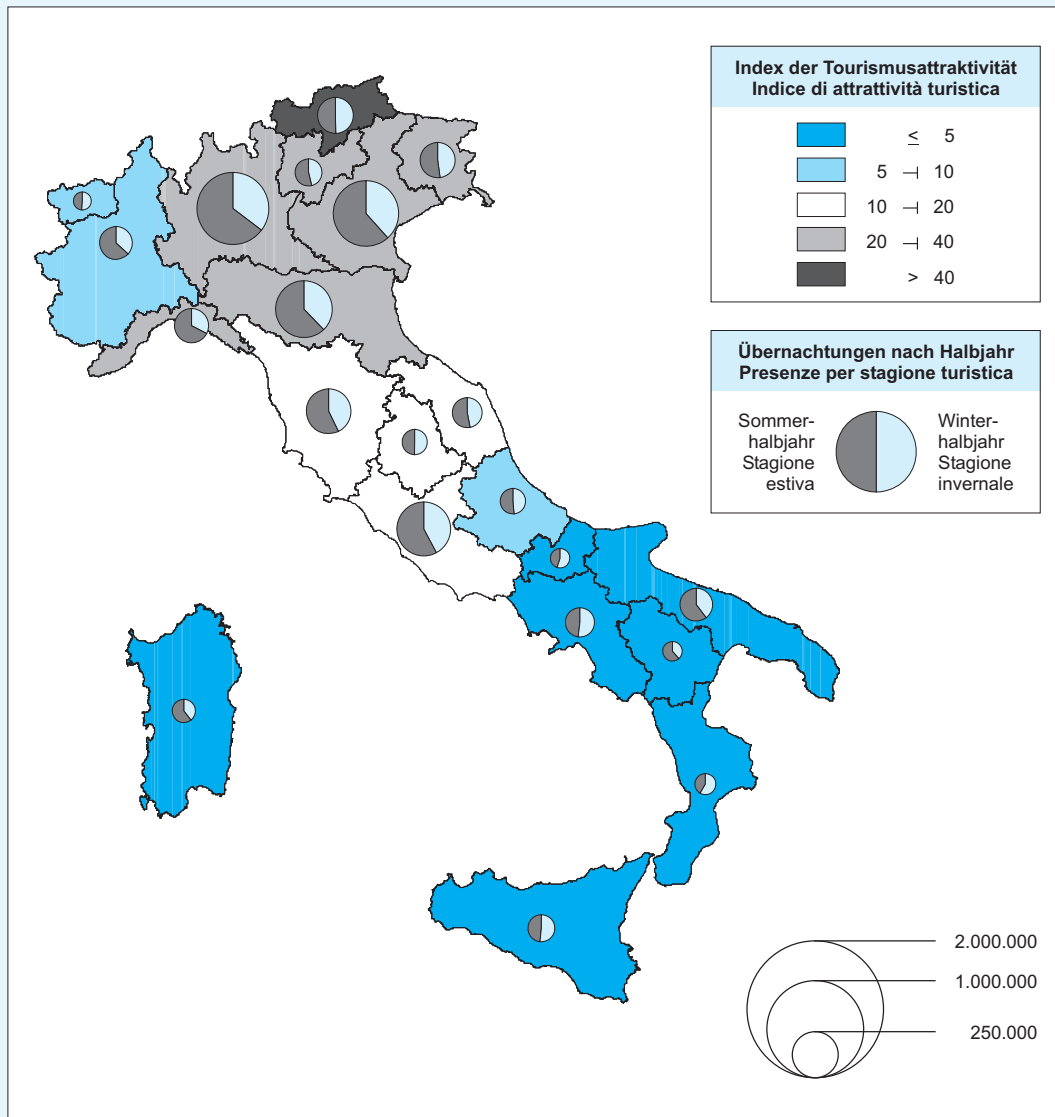 Index der Tourismusattraktivität
Indice di attrattività turistica
≤ 5
5 ⊣ 10
10 ⊣ 20
20 ⊣ 40
> 40
Übernachtungen nach Halbjahr
Presenze per stagione turistica
Sommer-
halbjahr
Stagione
estiva
Winter-
halbjahr
Stagione
invernale
2.000.000
1.000.000
250.000